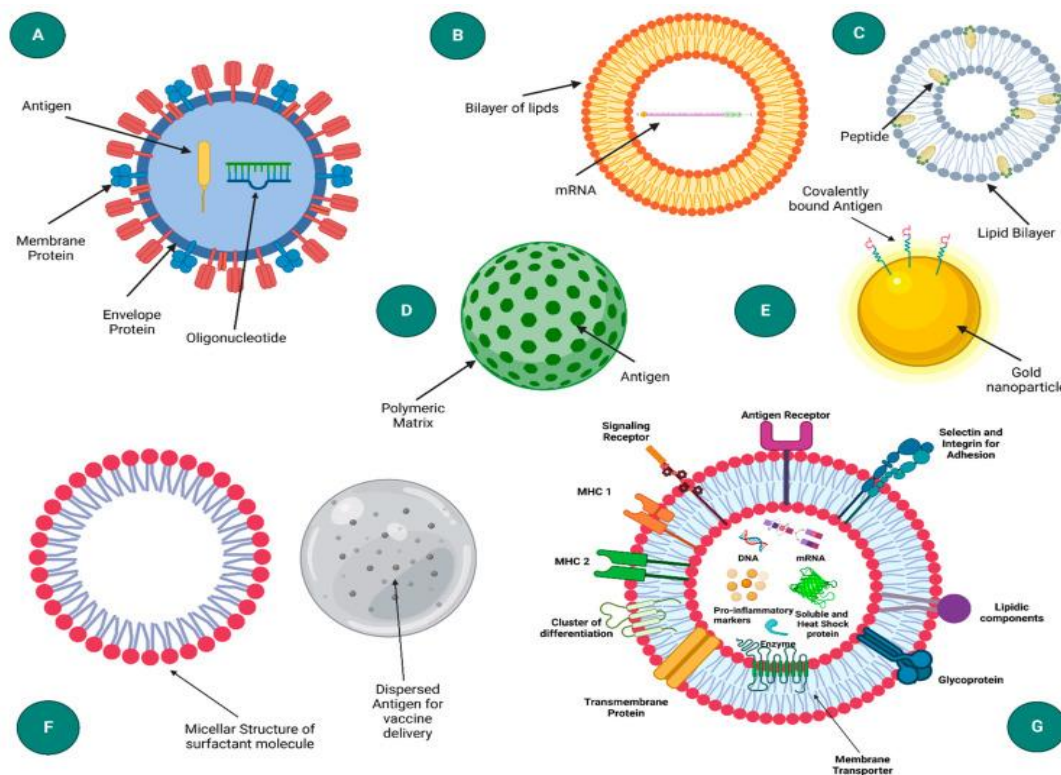 A
Antigen
Membrane
Protein
Envelope
Protein
Oligonucleotide
B
Bilayer of lipds
mRNA
C
Peptide
Lipid Bilayer
D
Antigen
Polymeric
Matrix
Covalently
bound Antigen
E
Gold
nanoparticle
F
Micellar Structure of
surfactant molecule
Dispersed
Antigen for
vaccine
delivery
Antigen Receptor
Signaling
Receptor
Selectin and
Integrin for
Adhesion
MHC 1
MHC 2
DNA
mRNA
Pro-inflammatory
markers
Soluble and
Heat Shock
protein
Enzyme
Cluster of
differentiation
Lipidic
components
Transmembrane
Protein
Glycoprotein
Membrane
Transporter
G